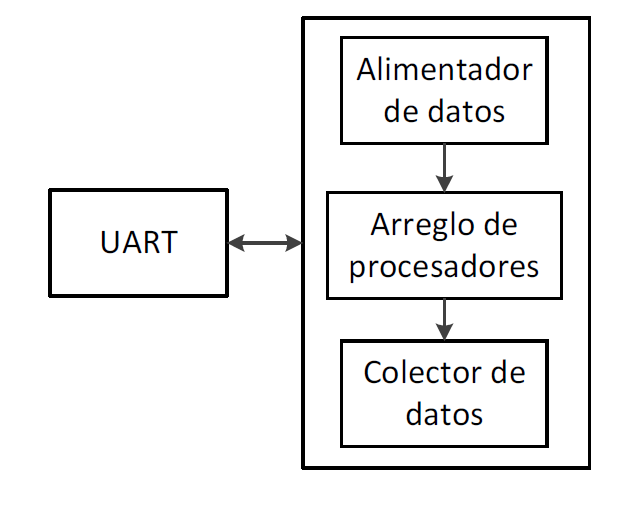 Alimentador
de datos
UART
Arreglo de
procesadores
Colector de
datos